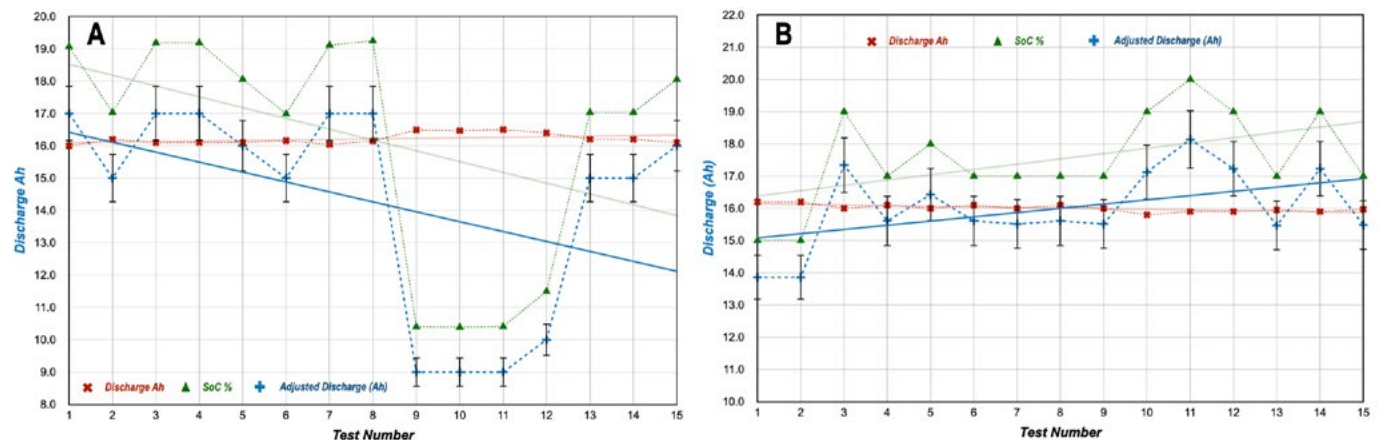 A
20.0
19.0
18.0
17.0
16.0
15.0
14.0
13.0
12.0
11.0
10.0
9.0
8.0
Discharge Ah
Discharge Ah SoC % Adjusted Discharge (Ah)
1 2 3 4 5 6 7 8 9 10 11 12 13 14 15
Test Number
B
22.0
21.0
20.0
19.0
18.0
17.0
16.0
15.0
14.0
13.0
12.0
11.0
10.0
Discharge (Ah)
Discharge Ah SoC % Adjusted Discharge (Ah)
1 2 3 4 5 6 7 8 9 10 11 12 13 14 15
Test Number